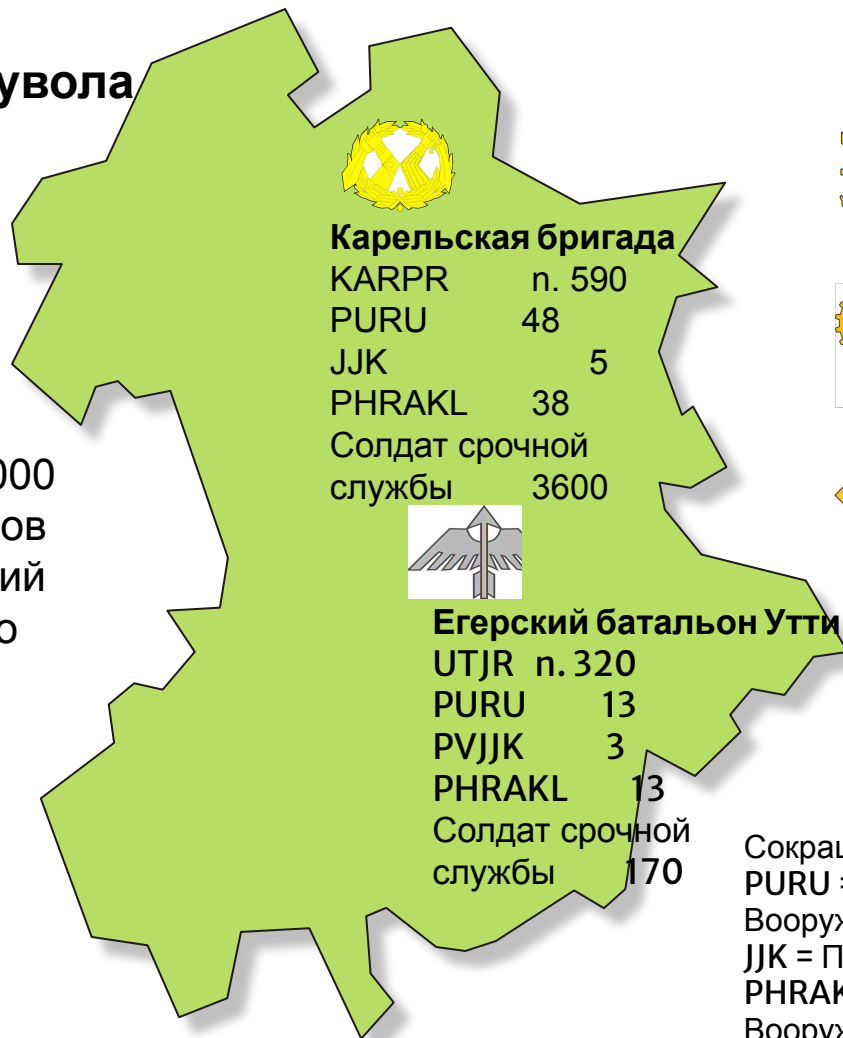 увола
Карельская бригада
KARPR n. 590
PURU 48
JJK 5
PHRAKL 38
Солдат срочной
службы 3600
000
ов
ий
о
Егерский батальон Утти
UTJR n. 320
PURU 13
PVJJK 3
PHRAKL 13
Солдат срочной
службы 170
Сокращ
PURU =
Вооруж
JJK = П
PHRAK
Вооруж